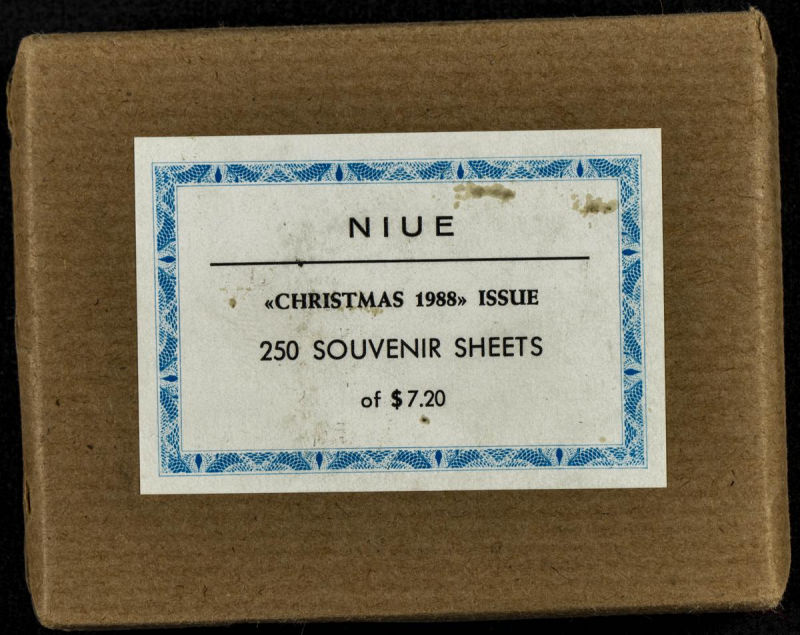 NIUE
«CHRISTMAS 1988» ISSUE
250 SOUVENIR SHEETS
of $7.20